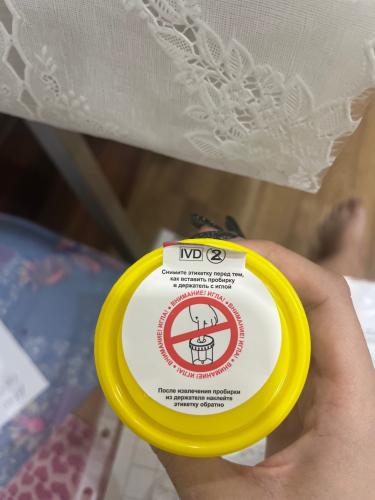 IVD 2
Снимите этикетку перед тем,
как вставить пробирку
в держатель с иглой
ВНИМАНИЕ! ИГЛА! • ВНИМАНИЕ! ИГЛА! • ВНИМАНИЕ! ИГЛА! • ВНИМАНИЕ! ИГЛА! •
После извлечения пробирки
из держателя наклейте
этикетку обратно